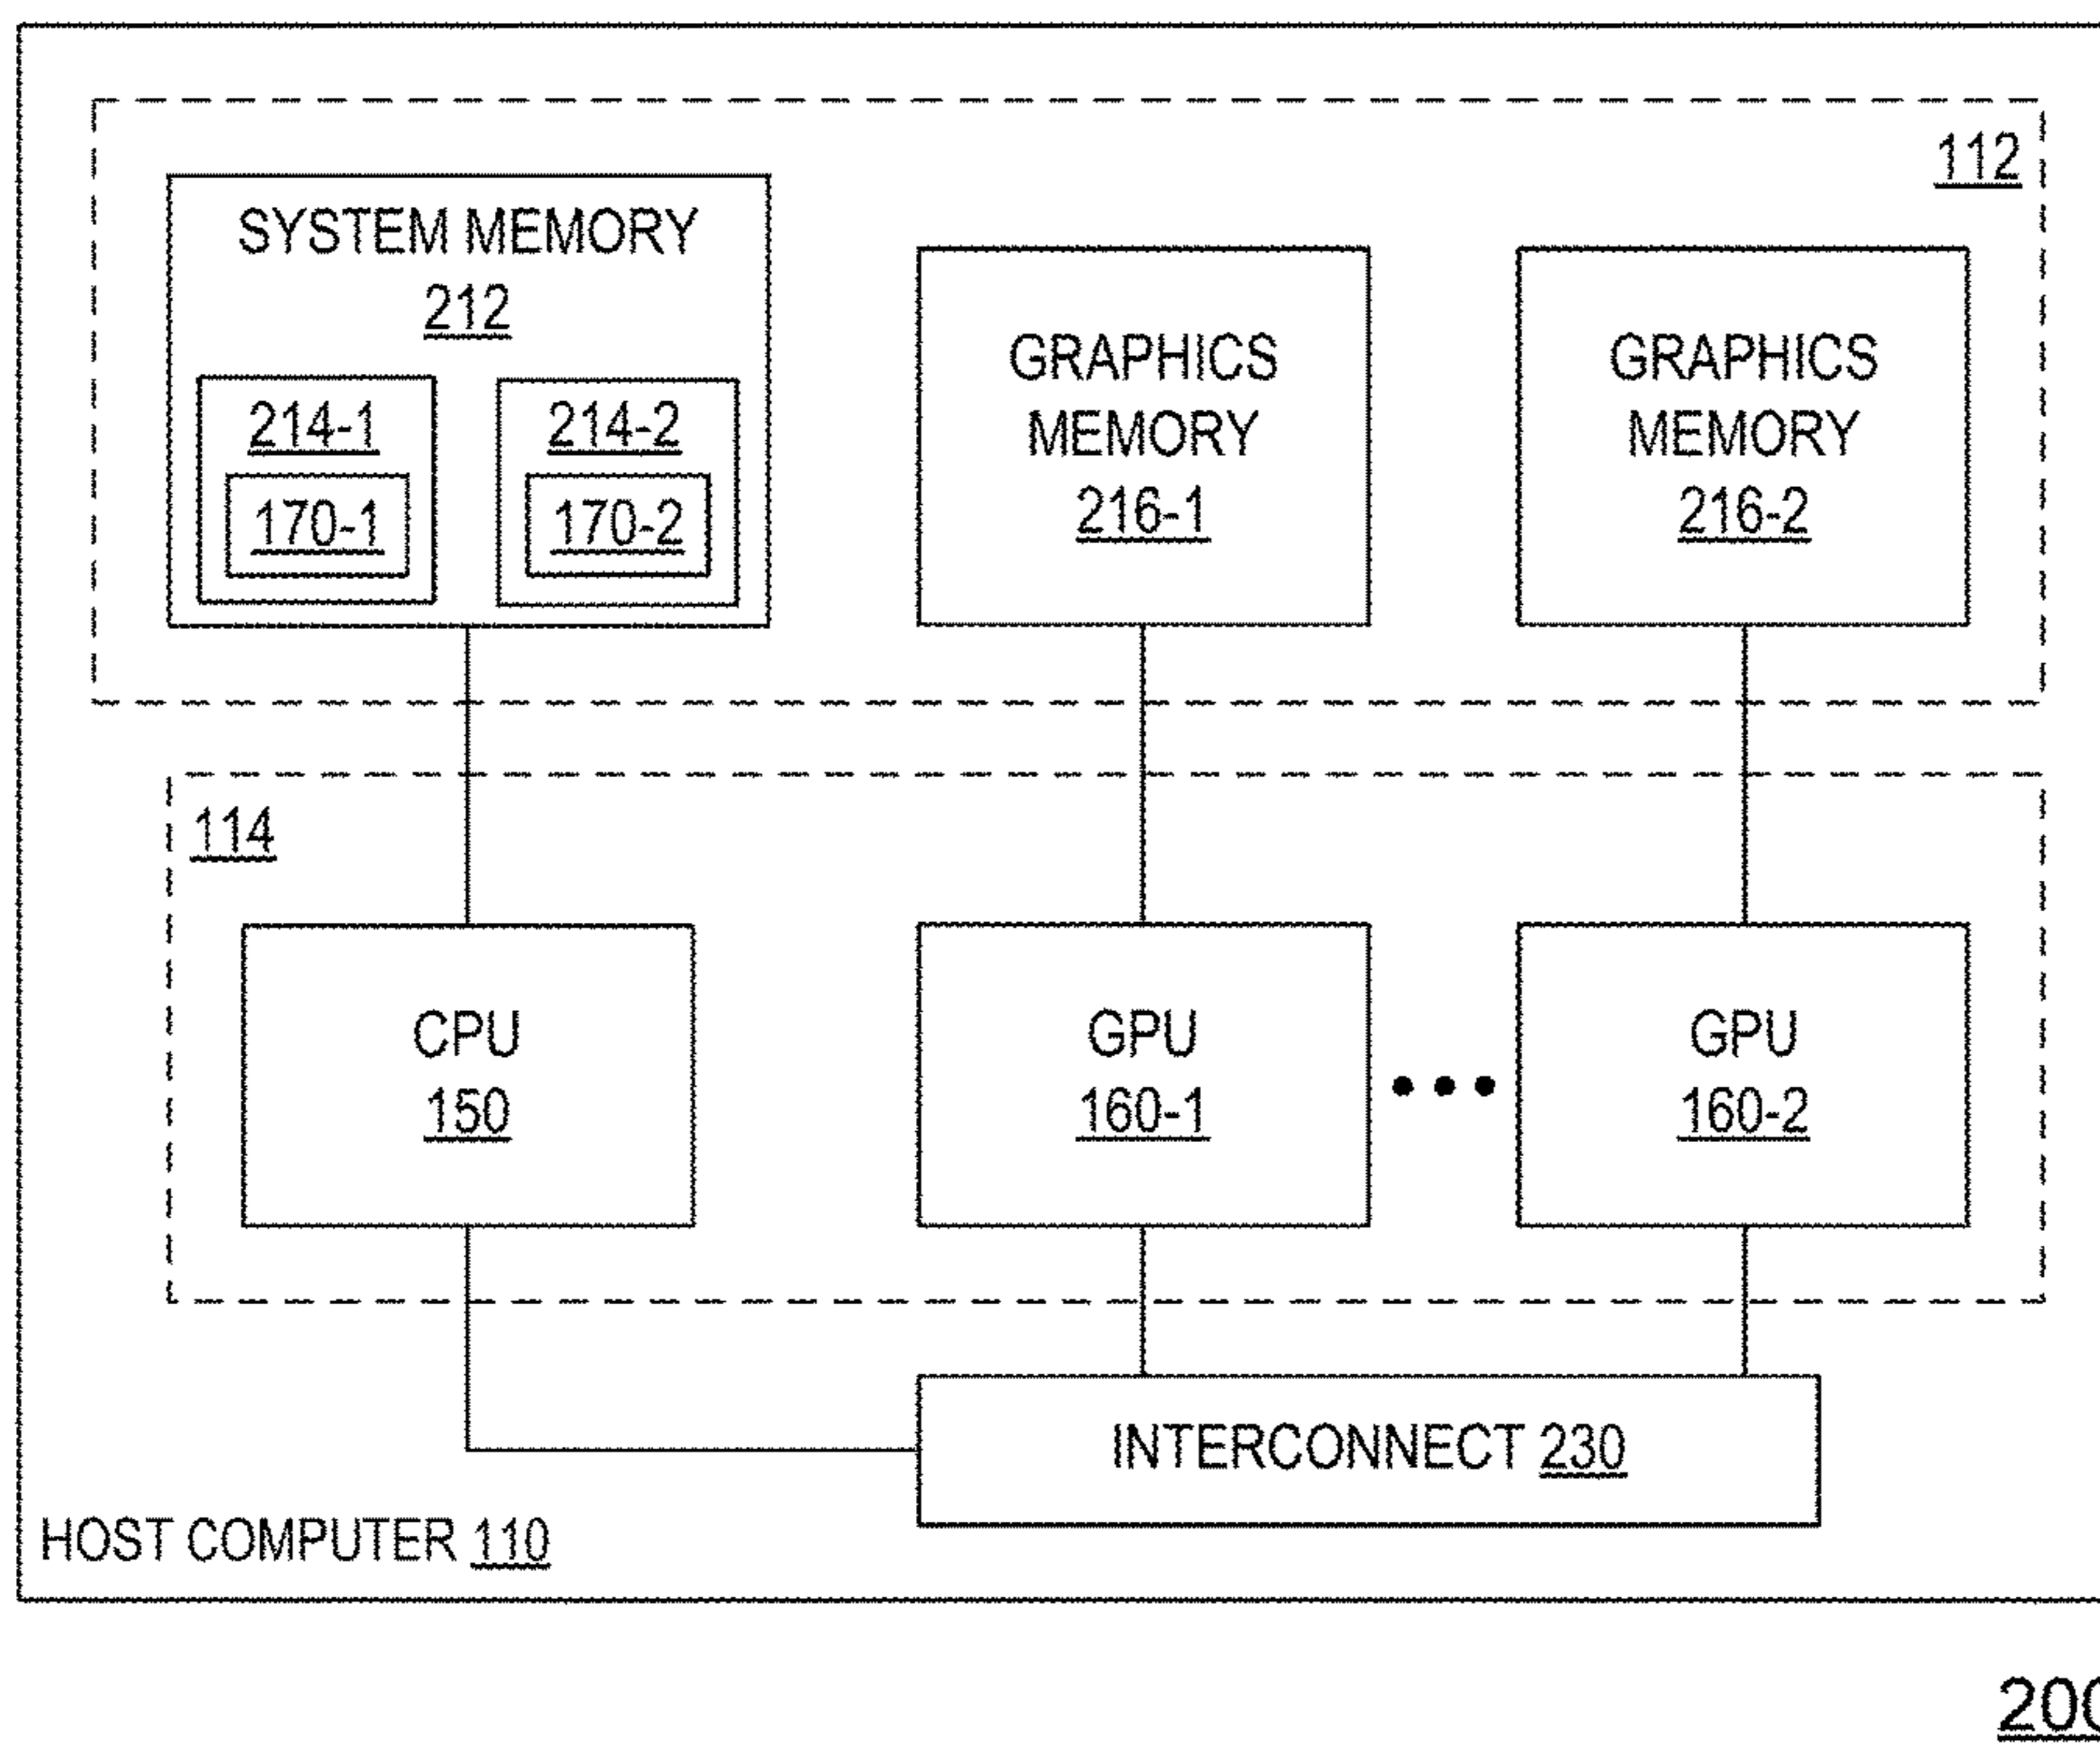 112
SYSTEM MEMORY
212
214-1
170-1
214-2
170-2
GRAPHICS
MEMORY
216-1
GRAPHICS
MEMORY
216-2
114
CPU
150
GPU
160-1
GPU
160-2
INTERCONNECT 230
HOST COMPUTER 110
200